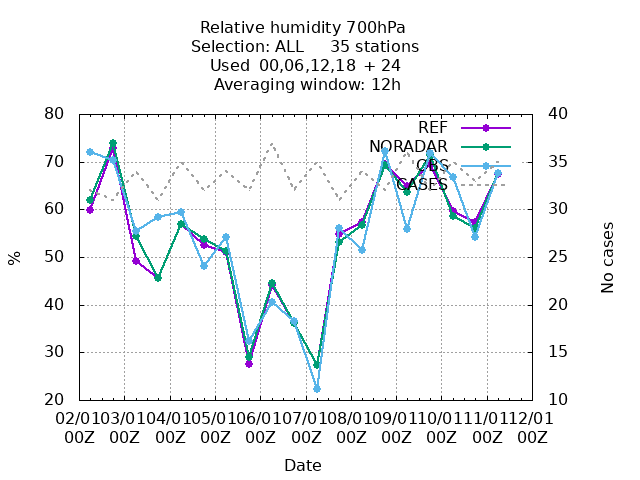 Relative humidity 700hPa
Selection: ALL 35 stations
Used 00,06,12,18 + 24
Averaging window: 12h
80 40
REF
NORADAR
70 OBS 35
CASES
60 30
50 25
40 20
30 15
20 10
% No cases
02/01 03/01 04/01 05/01 06/01 07/01 08/01 09/01 10/01 11/01 12/01
00Z 00Z 00Z 00Z 00Z 00Z 00Z 00Z 00Z 00Z 00Z
Date